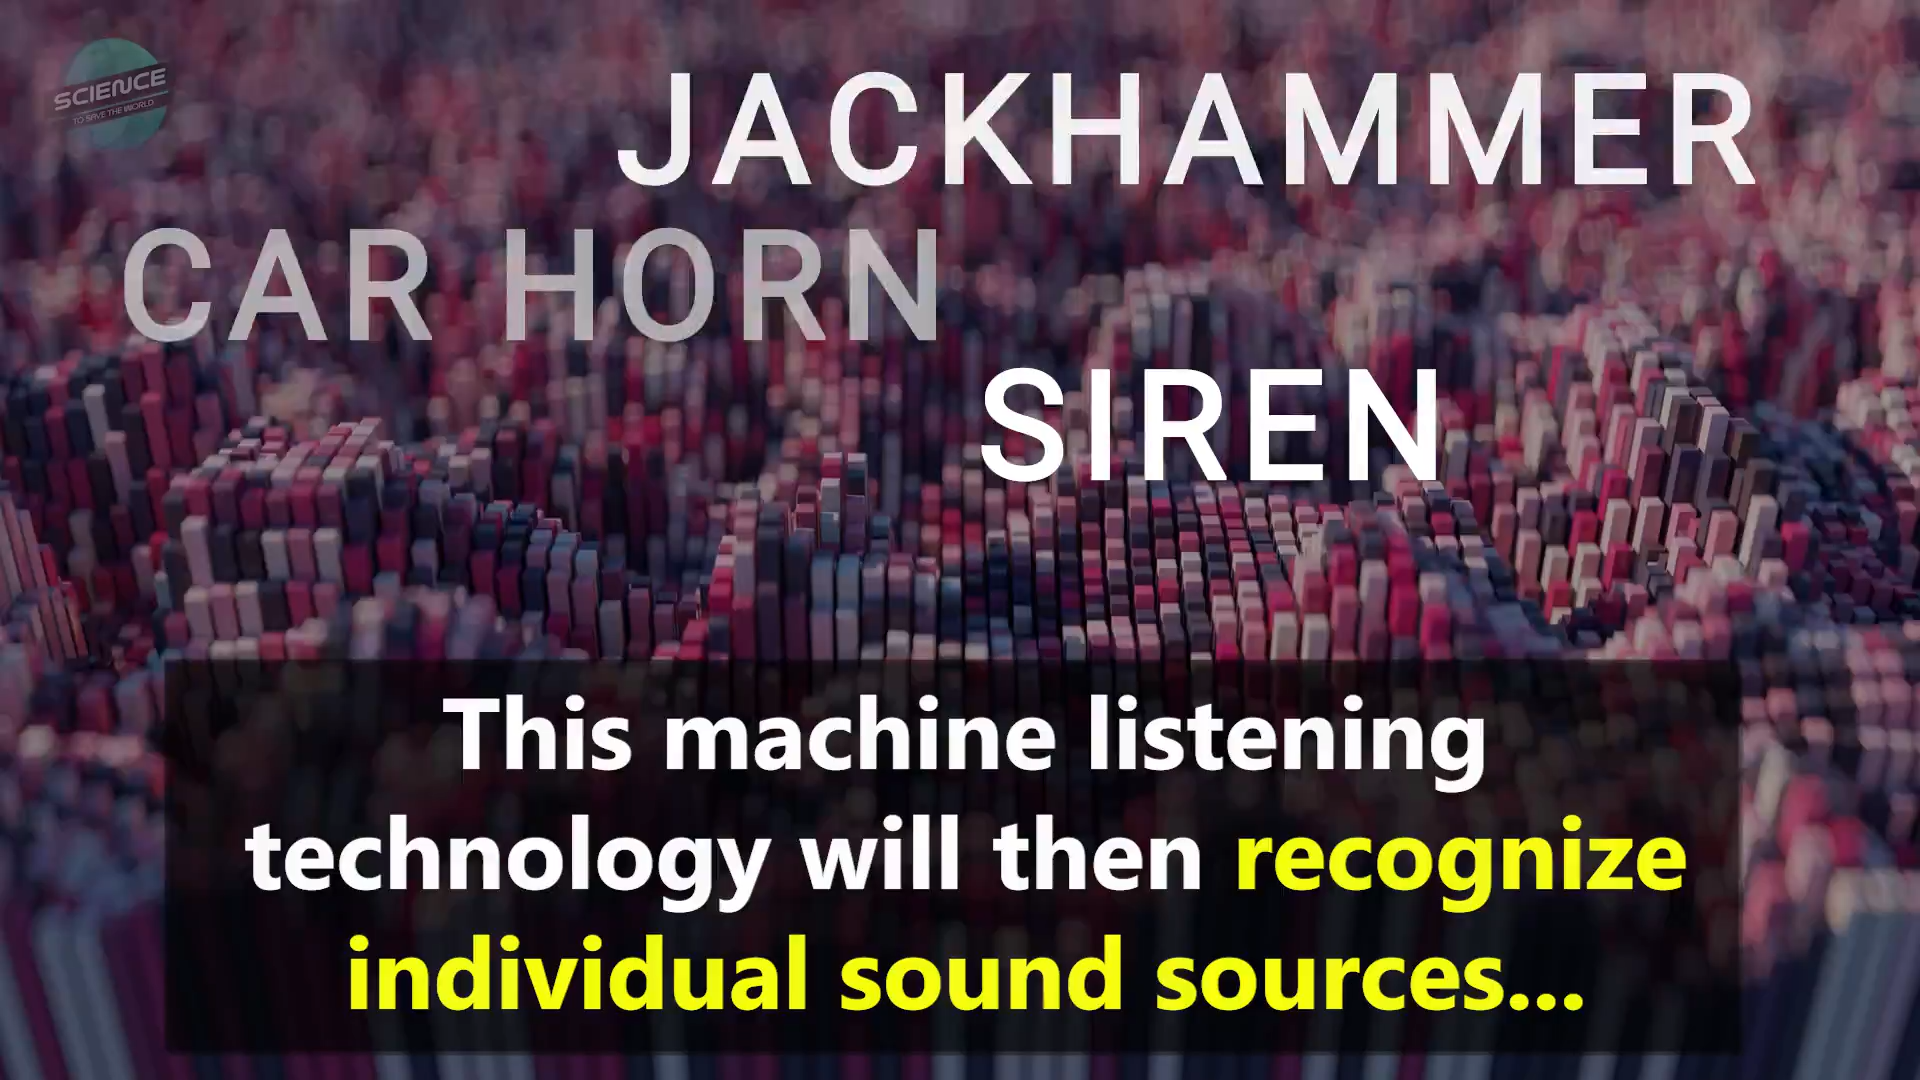 SCIENCE
TO SAVE THE WORLD
JACKHAMMER
CAR HORN
SIREN
This machine listening
technology will then recognize
individual sound sources...